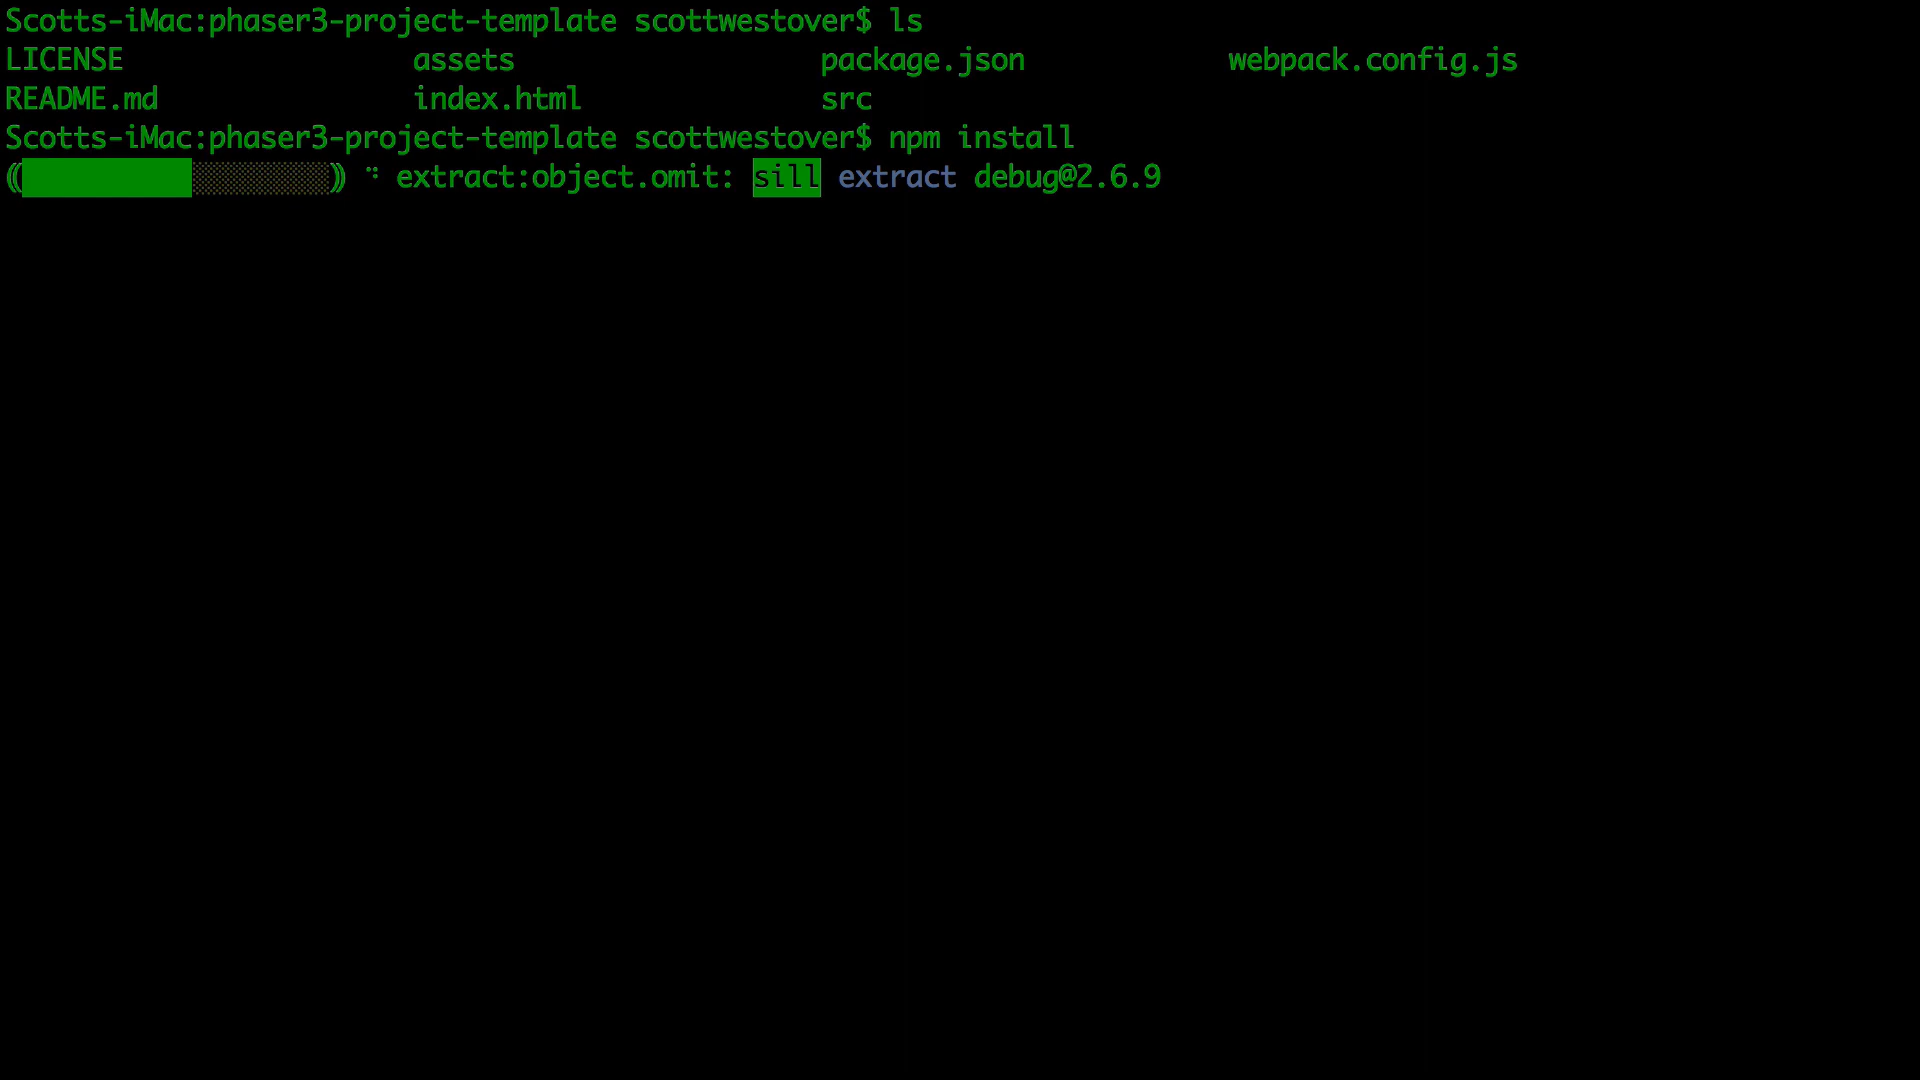 Scotts-iMac:phaser3-project-template scottwestover$ ls
LICENSE assets package.json webpack.config.js
README.md index.html src
Scotts-iMac:phaser3-project-template scottwestover$ npm install
(( )) ⠙ extract:object.omit: sill extract debug@2.6.9